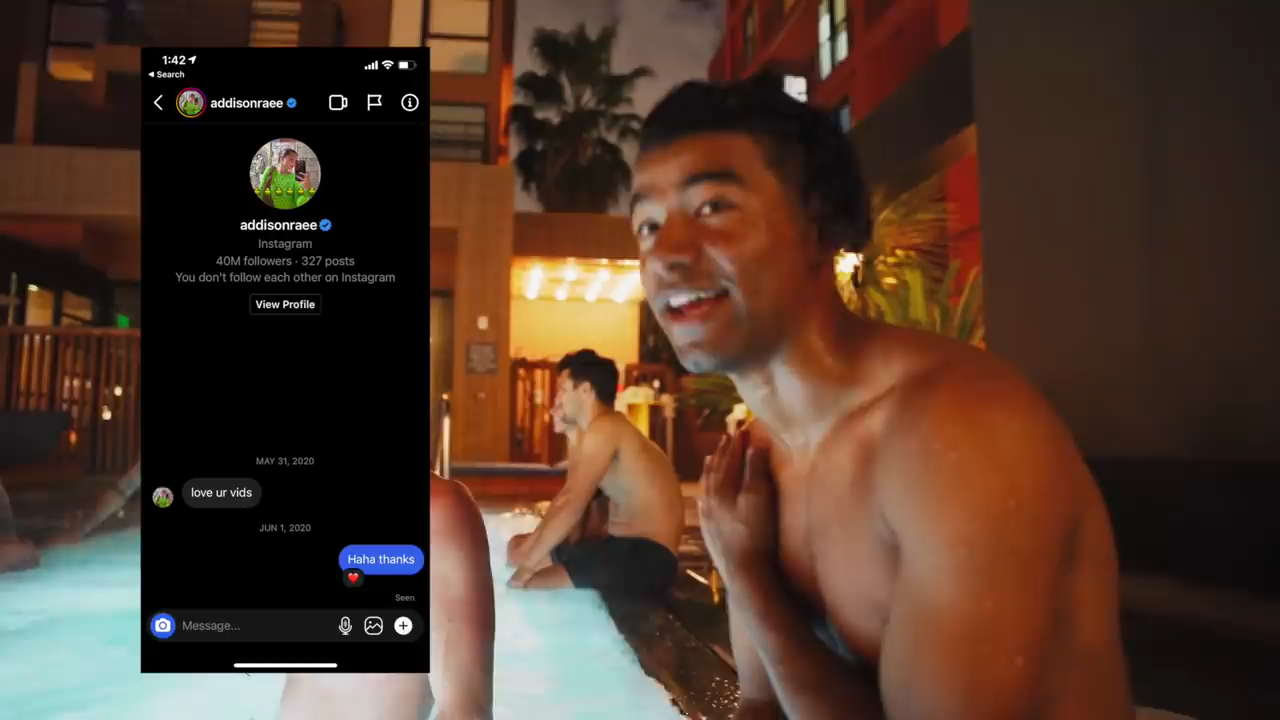 1:42
Search
addisonraee
addisonraee
Instagram
40M followers · 327 posts
You don't follow each other on Instagram
View Profile
MAY 31, 2020
love ur vids
JUN 1, 2020
Haha thanks
Seen
Message...